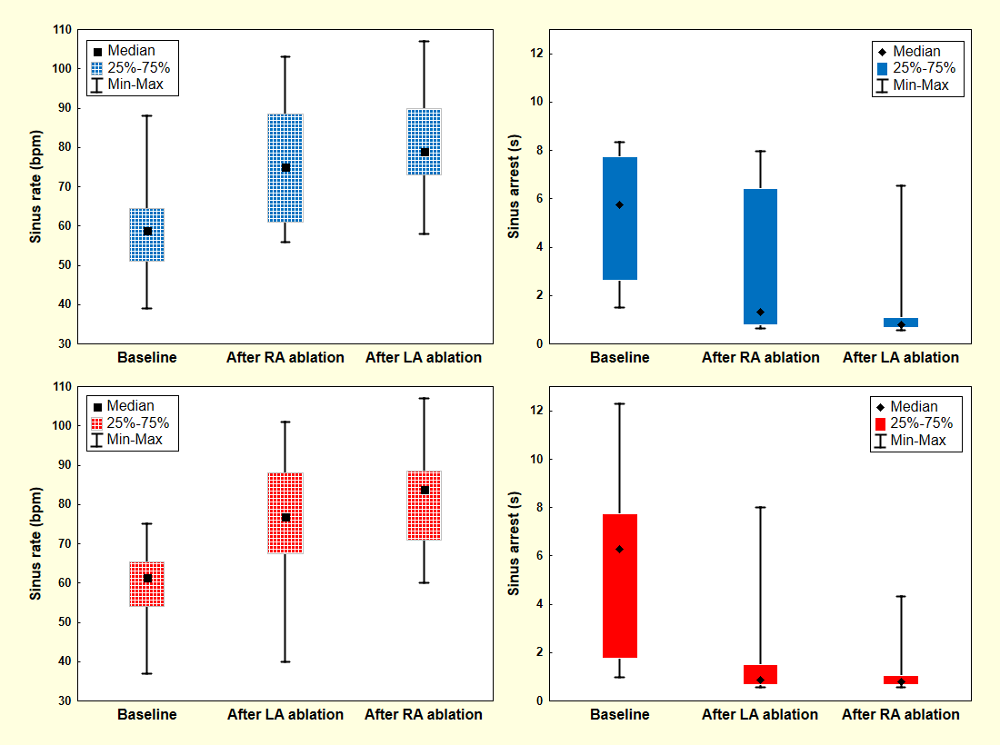 Sinus rate (bpm)
110
100
90
80
70
60
50
40
30
Median
25%-75%
Min-Max
Baseline
After RA ablation
After LA ablation
Sinus arrest (s)
12
10
8
6
4
2
0
Median
25%-75%
Min-Max
Baseline
After RA ablation
After LA ablation
Sinus rate (bpm)
110
100
90
80
70
60
50
40
30
Median
25%-75%
Min-Max
Baseline
After LA ablation
After RA ablation
Sinus arrest (s)
12
10
8
6
4
2
0
Median
25%-75%
Min-Max
Baseline
After LA ablation
After RA ablation